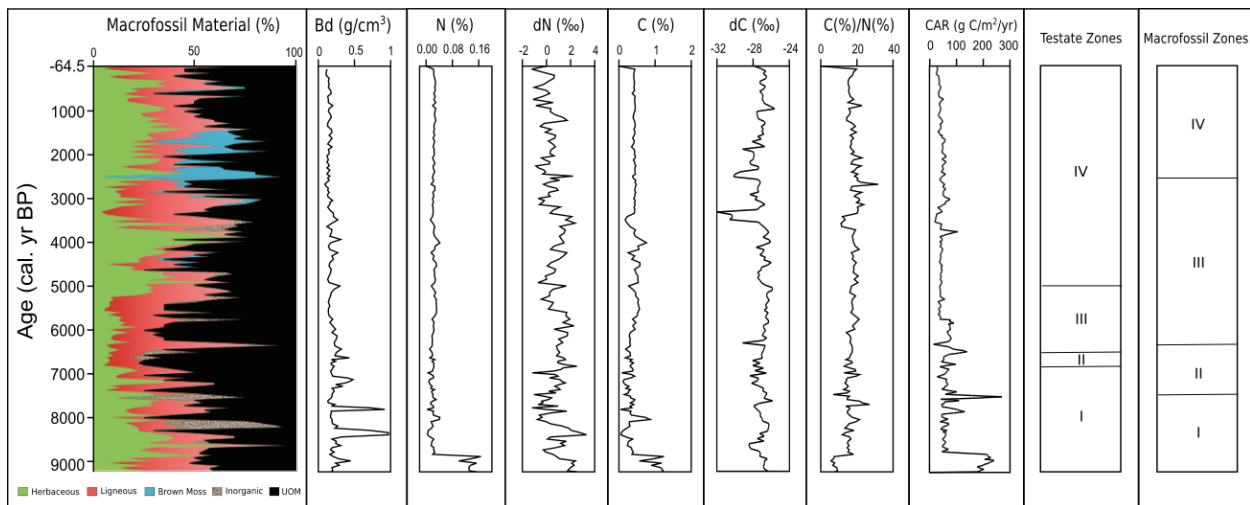 Macrofossil Material (%)
Bd (g/cm³)
N (%)
dN (‰)
C (%)
dC (‰)
C(%)/N(%)
CAR (g C/m²/yr)
Testate Zones
Macrofossil Zones
0 50 100
0 1
0.00 0.08 0.16
-2 0 2 4
0 1 2
-32 -28 -24
0 20 40
0 100 200 300
Age (cal. yr BP)
-64.5
1000
2000
3000
4000
5000
6000
7000
8000
9000
IV
III
II
I
IV
III
II
I
Herbaceous
Ligneous
Brown Moss
Inorganic
UOM